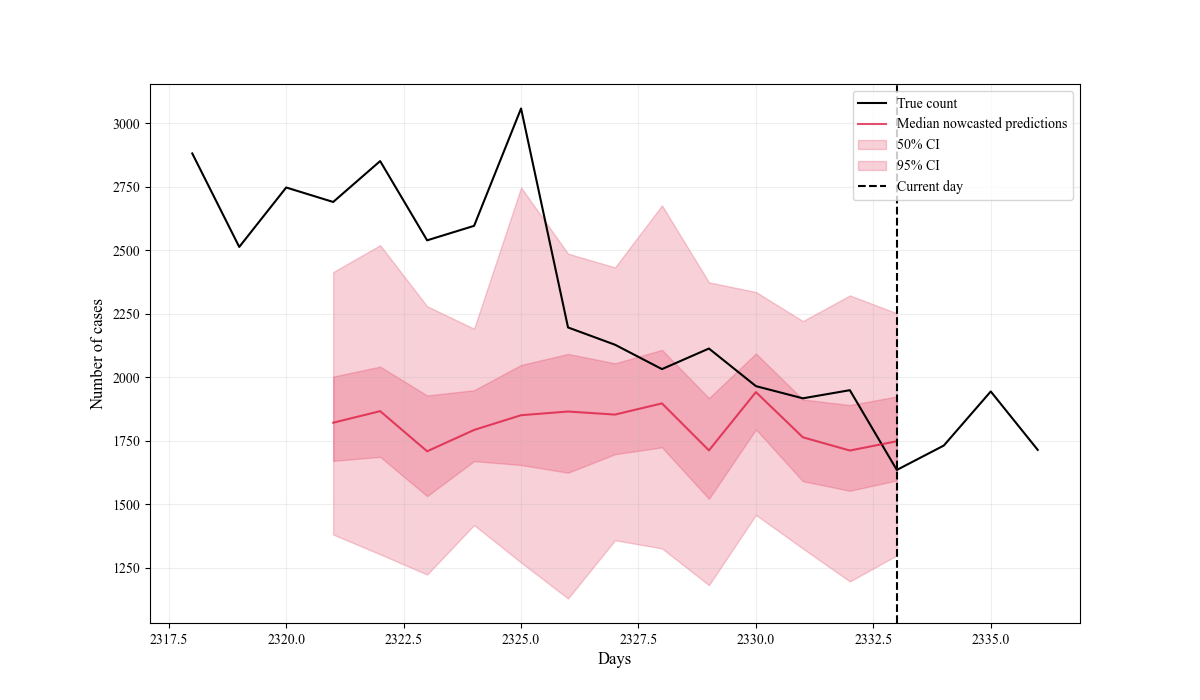 True count
Median nowcasted predictions
50% CI
95% CI
Current day
Number of cases
3000
2750
2500
2250
2000
1750
1500
1250
2317.5 2320.0 2322.5 2325.0 2327.5 2330.0 2332.5 2335.0
Days